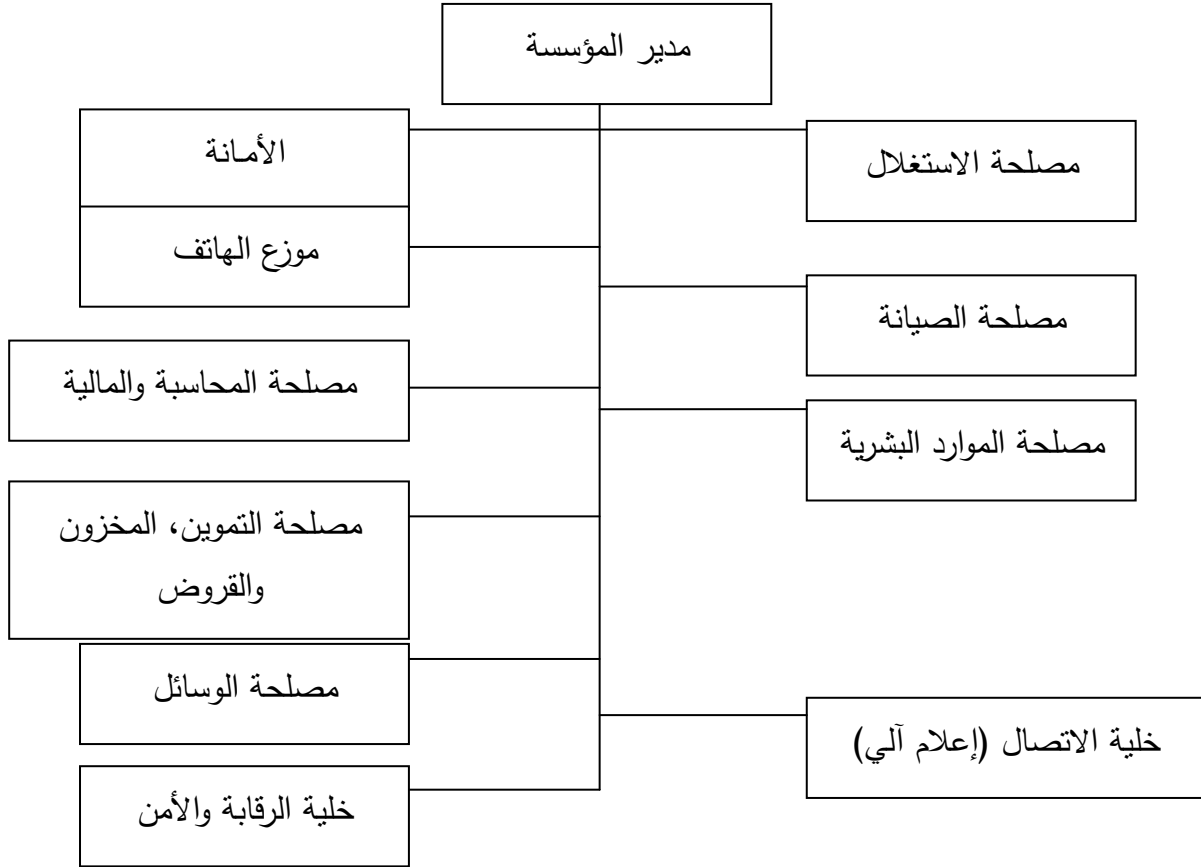 مدير المؤسسة
مصلحة الاستغلال
الأمانة
موزع الهاتف
مصلحة الصيانة
مصلحة المحاسبة والمالية
مصلحة الموارد البشرية
مصلحة التموين، المخزون
والقروض
مصلحة الوسائل
خلية الاتصال (إعلام آلي)
خلية الرقابة والأمن